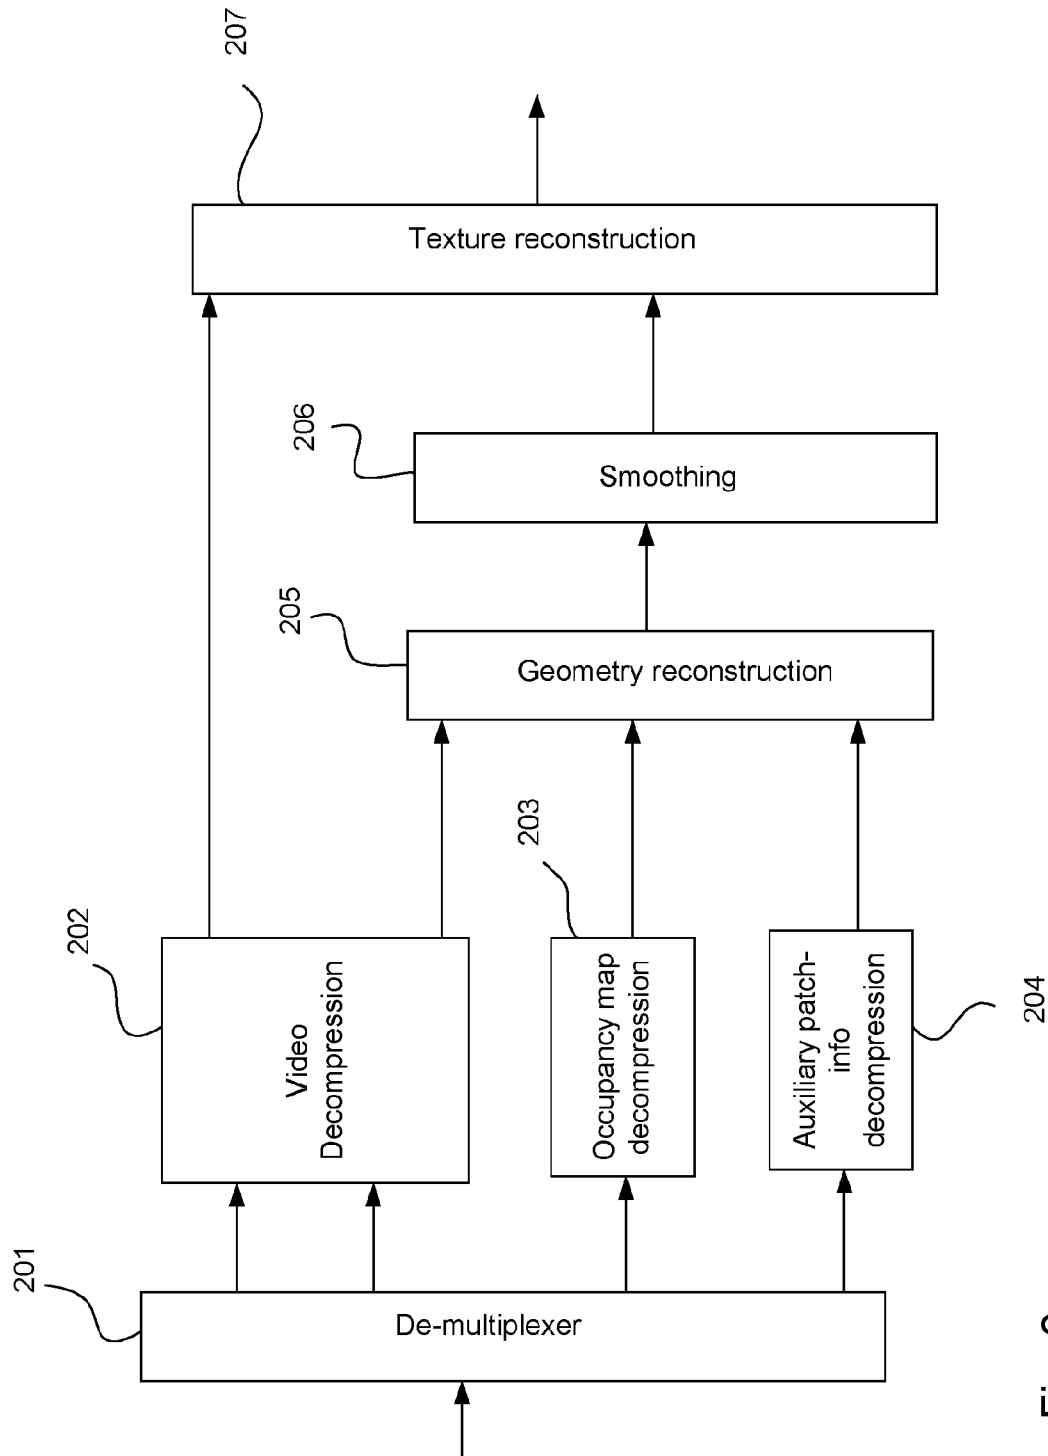 207
Texture reconstruction
206
Smoothing
205
Geometry reconstruction
202
Video
Decompression
203
Occupancy map
decompression
Auxiliary patch-
info
decompression
204
201
De-multiplexer